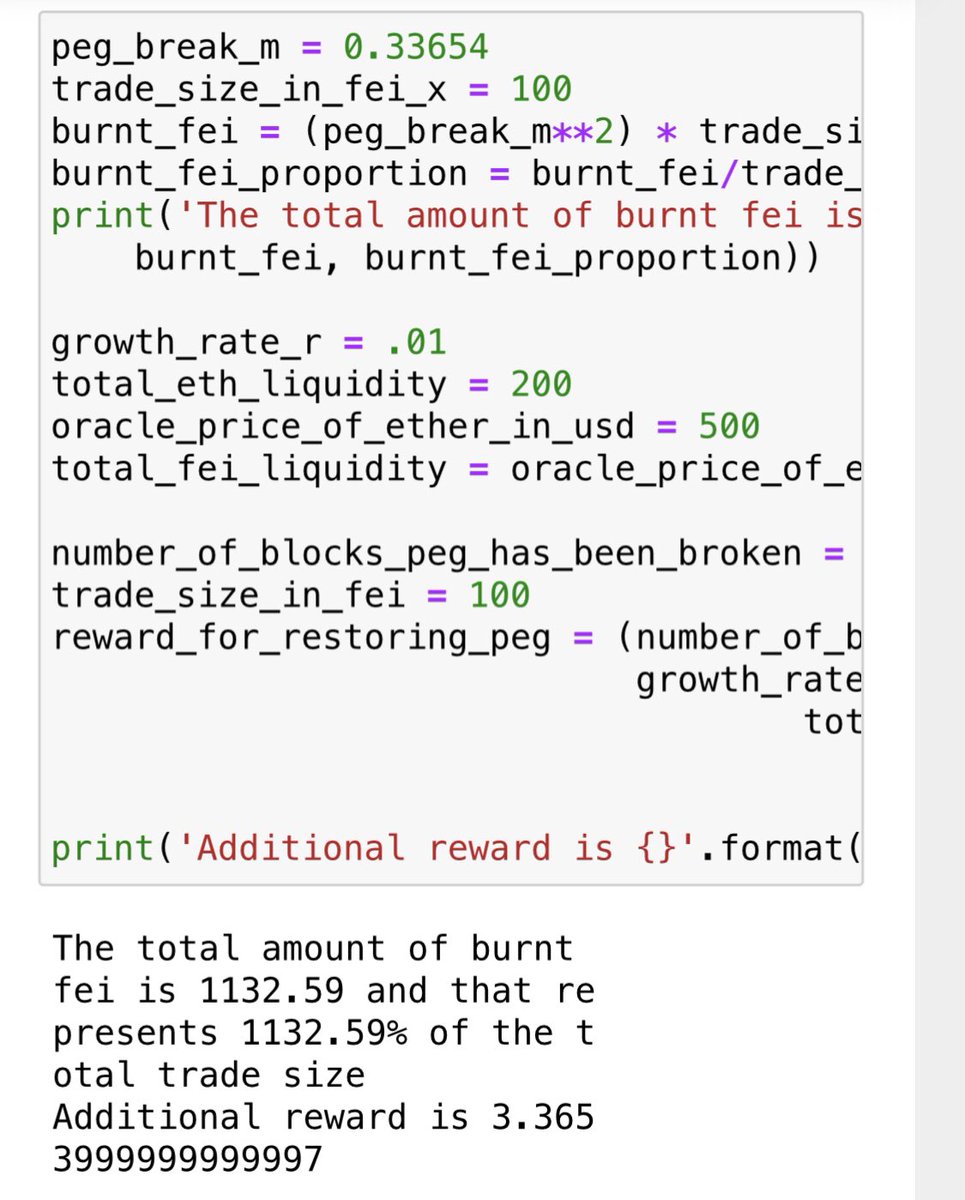 peg_break_m = 0.33654
trade_size_in_fei_x = 100
burnt_fei = (peg_break_m**2) * trade_si
burnt_fei_proportion = burnt_fei/trade_
print('The total amount of burnt fei is
    burnt_fei, burnt_fei_proportion))
growth_rate_r = .01
total_eth_liquidity = 200
oracle_price_of_ether_in_usd = 500
total_fei_liquidity = oracle_price_of_e
number_of_blocks_peg_has_been_broken =
trade_size_in_fei = 100
reward_for_restoring_peg = (number_of_b
                            growth_rate
                                    tot
print('Additional reward is {}'.format(
The total amount of burnt
fei is 1132.59 and that re
presents 1132.59% of the t
otal trade size
Additional reward is 3.365
3999999999997